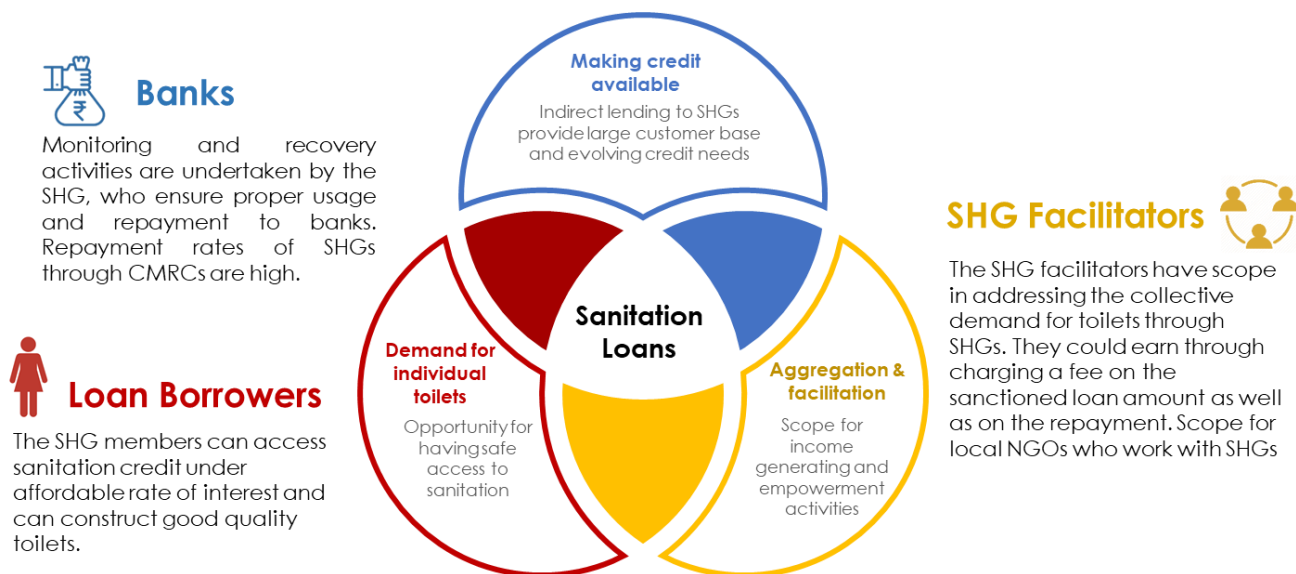 Banks
Monitoring and recovery
activities are undertaken by the
SHG, who ensure proper usage
and repayment to banks.
Repayment rates of SHGs
through CMRCs are high.
Loan Borrowers
The SHG members can access
sanitation credit under
affordable rate of interest and
can construct good quality
toilets.
Making credit
available
Indirect lending to SHGs
provide large customer base
and evolving credit needs
Sanitation
Loans
Demand for
individual
toilets
Opportunity for
having safe
access to
sanitation
Aggregation &
facilitation
Scope for
income
generating and
empowerment
activities
SHG Facilitators
The SHG facilitators have scope
in addressing the collective
demand for toilets through
SHGs. They could earn through
charging a fee on the
sanctioned loan amount as well
as on the repayment. Scope for
local NGOs who work with SHGs
₹